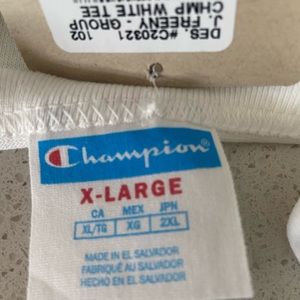 DES. #C20321 102
J. FREENY - GROUP
CHMP WHITE TEE
Champion
X-LARGE
CA MEX JPN
XL/TG XG 2XL
MADE IN EL SALVADOR
FABRIQUÉ AU SALVADOR
HECHO EN EL SALVADOR